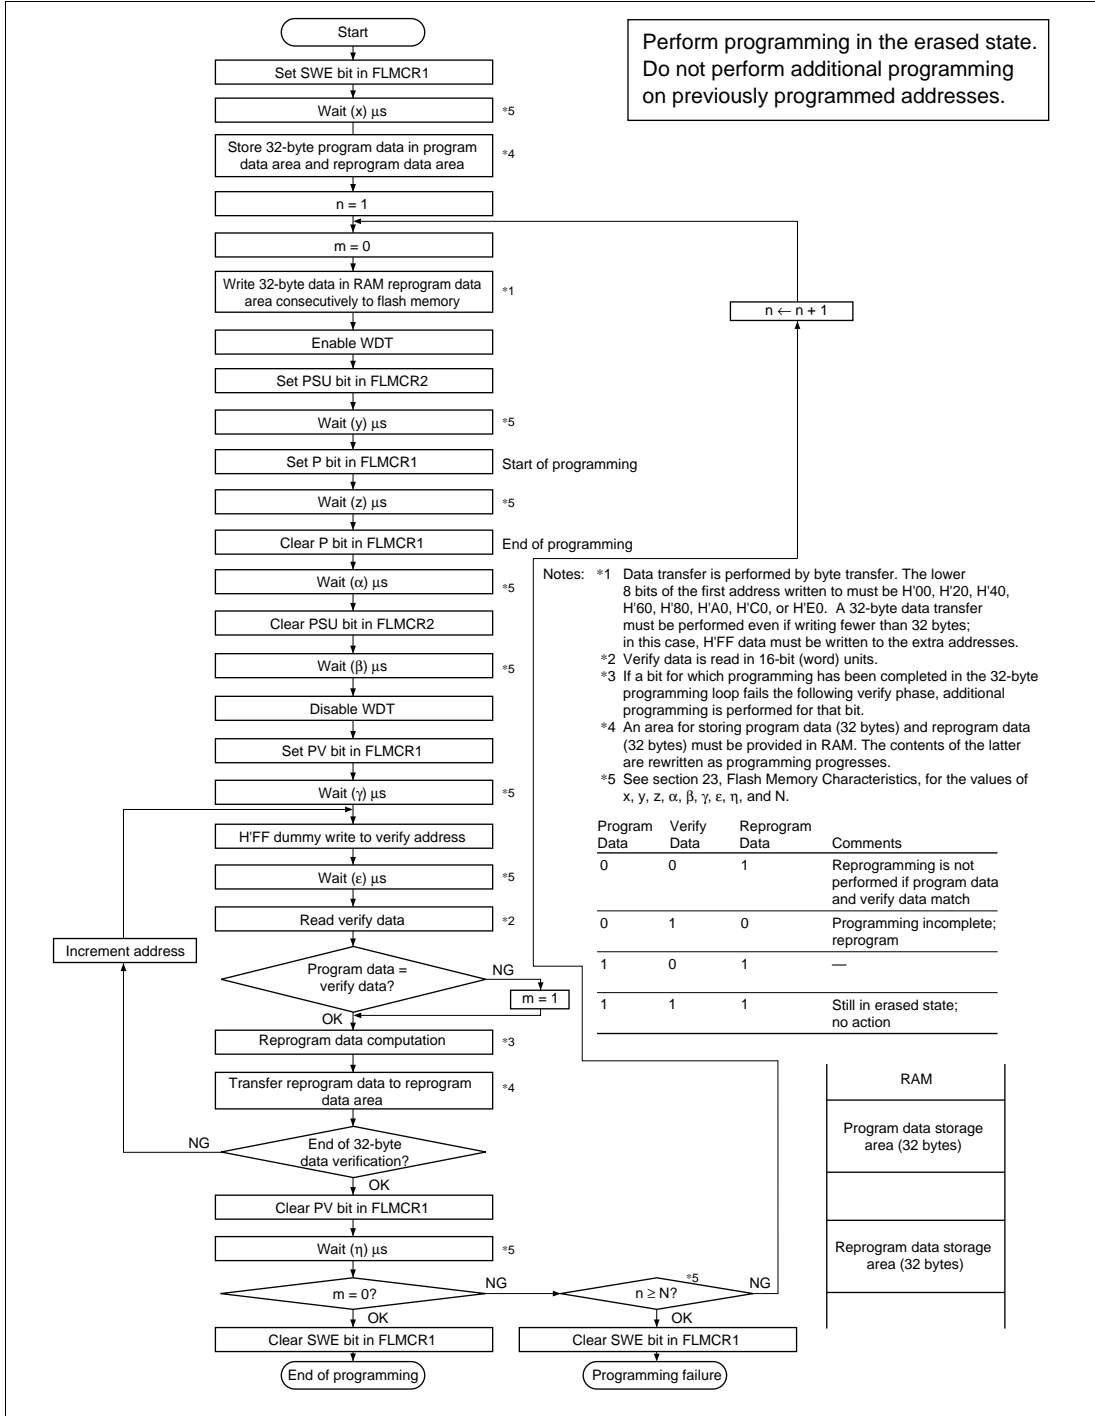 Start
Perform programming in the erased state.
Do not perform additional programming
on previously programmed addresses.
Set SWE bit in FLMCR1
Wait (x) μs
*5
Store 32-byte program data in program
data area and reprogram data area
*4
n = 1
m = 0
Write 32-byte data in RAM reprogram data
area consecutively to flash memory
*1
n ← n + 1
Enable WDT
Set PSU bit in FLMCR2
Wait (y) μs
*5
Set P bit in FLMCR1
Start of programming
Wait (z) μs
*5
Clear P bit in FLMCR1
End of programming
Wait (α) μs
*5
Clear PSU bit in FLMCR2
Wait (β) μs
*5
Disable WDT
Set PV bit in FLMCR1
Wait (γ) μs
*5
H'FF dummy write to verify address
Wait (ε) μs
*5
Read verify data
*2
Increment address
Program data =
verify data?
NG
m = 1
OK
Reprogram data computation
*3
Transfer reprogram data to reprogram
data area
*4
NG
End of 32-byte
data verification?
OK
Clear PV bit in FLMCR1
Wait (η) μs
*5
m = 0?
NG
n ≥ N?
*5
NG
OK
OK
Clear SWE bit in FLMCR1
Clear SWE bit in FLMCR1
End of programming
Programming failure
Notes: *1 Data transfer is performed by byte transfer. The lower
8 bits of the first address written to must be H'00, H'20, H'40,
H'60, H'80, H'A0, H'C0, or H'E0. A 32-byte data transfer
must be performed even if writing fewer than 32 bytes;
in this case, H'FF data must be written to the extra addresses.
*2 Verify data is read in 16-bit (word) units.
*3 If a bit for which programming has been completed in the 32-byte
programming loop fails the following verify phase, additional
programming is performed for that bit.
*4 An area for storing program data (32 bytes) and reprogram data
(32 bytes) must be provided in RAM. The contents of the latter
are rewritten as programming progresses.
*5 See section 23, Flash Memory Characteristics, for the values of
x, y, z, α, β, γ, ε, η, and N.
Program Verify Reprogram
Data Data Data Comments
0 0 1 Reprogramming is not
performed if program data
and verify data match
0 1 0 Programming incomplete;
reprogram
1 0 1 —
1 1 1 Still in erased state;
no action
RAM
Program data storage
area (32 bytes)
Reprogram data storage
area (32 bytes)